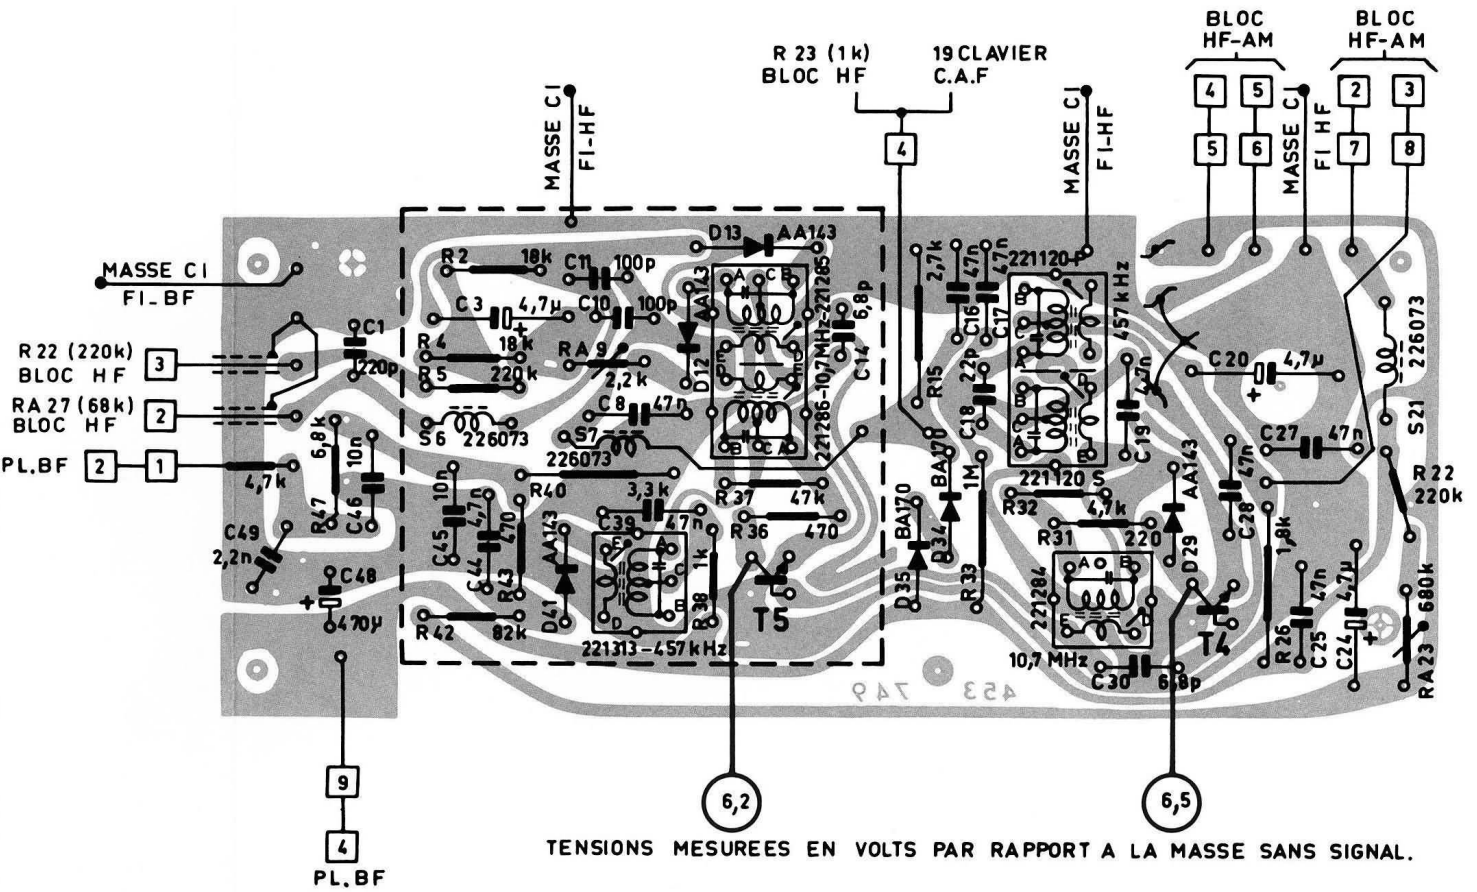 BLOC
HF-AM
BLOC
HF-AM
R 23 (1k)
BLOC HF
19 CLAVIER
C.A.F
4
5
2
3
5
6
7
8
4
MASSE CI
FI-HF
MASSE CI
FI-HF
MASSE CI
FI HF
MASSE CI
FI-BF
R 22 (220k)
BLOC HF
3
RA 27 (68k)
BLOC HF
2
PL.BF
2
1
4,7k
C1
220p
6,8k
R47
10n
C46
C49
2,2n
C48
+
470µ
9
4
PL.BF
R2
18k
C11
100p
C3
4,7µ
+
C10
100p
R4
18k
R5
220k
RA9
2,2k
S6
226073
C8
47n
S7
226073
R40
3,3k
C39
47n
10n
C45
4,7n
C44
470
R43
AA143
D41
R42
82k
221313-457kHz
E
A
C
D
B
1k
R38
D13
AA143
AA143
D12
A
C
B
E
D
B
C
A
221286-10,7MHz-221285
6,8p
C14
R37
47k
R36
470
T5
6,2
2,7k
R15
47n
C16
47n
C17
22p
C18
221120-P
457kHz
221120 S
4,7n
C19
BA170
D34
BA170
D35
1M
R33
R32
4,7k
R31
220
221284
A
B
E
10,7 MHz
C30
6,8p
AA143
D29
T4
6,5
C20
4,7µ
+
226073
S21
C27
47n
47n
C28
R22
220k
1,8k
R26
47n
C25
4,7µ
C24
+
680k
RA23
453 749
TENSIONS MESUREES EN VOLTS PAR RAPPORT A LA MASSE SANS SIGNAL.